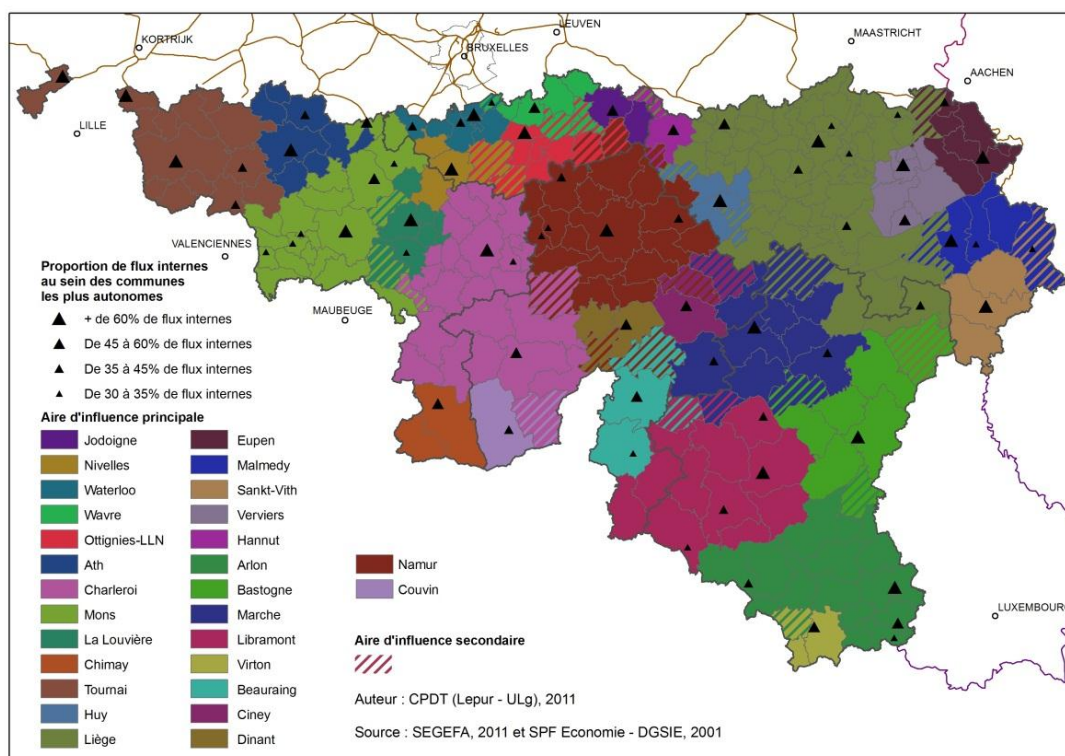 KORTRIJK
LEUVEN
BRUXELLES
MAASTRICHT
AACHEN
LILLE
VALENCIENNES
MAUBEUGE
LUXEMBOURG
Proportion de flux internes
au sein des communes
les plus autonomes
+ de 60% de flux internes
De 45 à 60% de flux internes
De 35 à 45% de flux internes
De 30 à 35% de flux internes
Aire d'influence principale
Jodoigne
Nivelles
Waterloo
Wavre
Ottignies-LLN
Ath
Charleroi
Mons
La Louvière
Chimay
Tournai
Huy
Liège
Eupen
Malmedy
Sankt-Vith
Verviers
Hannut
Arlon
Bastogne
Marche
Libramont
Virton
Beauraing
Ciney
Dinant
Namur
Couvin
Aire d'influence secondaire
Auteur : CPDT (Lepur - ULg), 2011
Source : SEGEFA, 2011 et SPF Economie - DGSIE, 2001